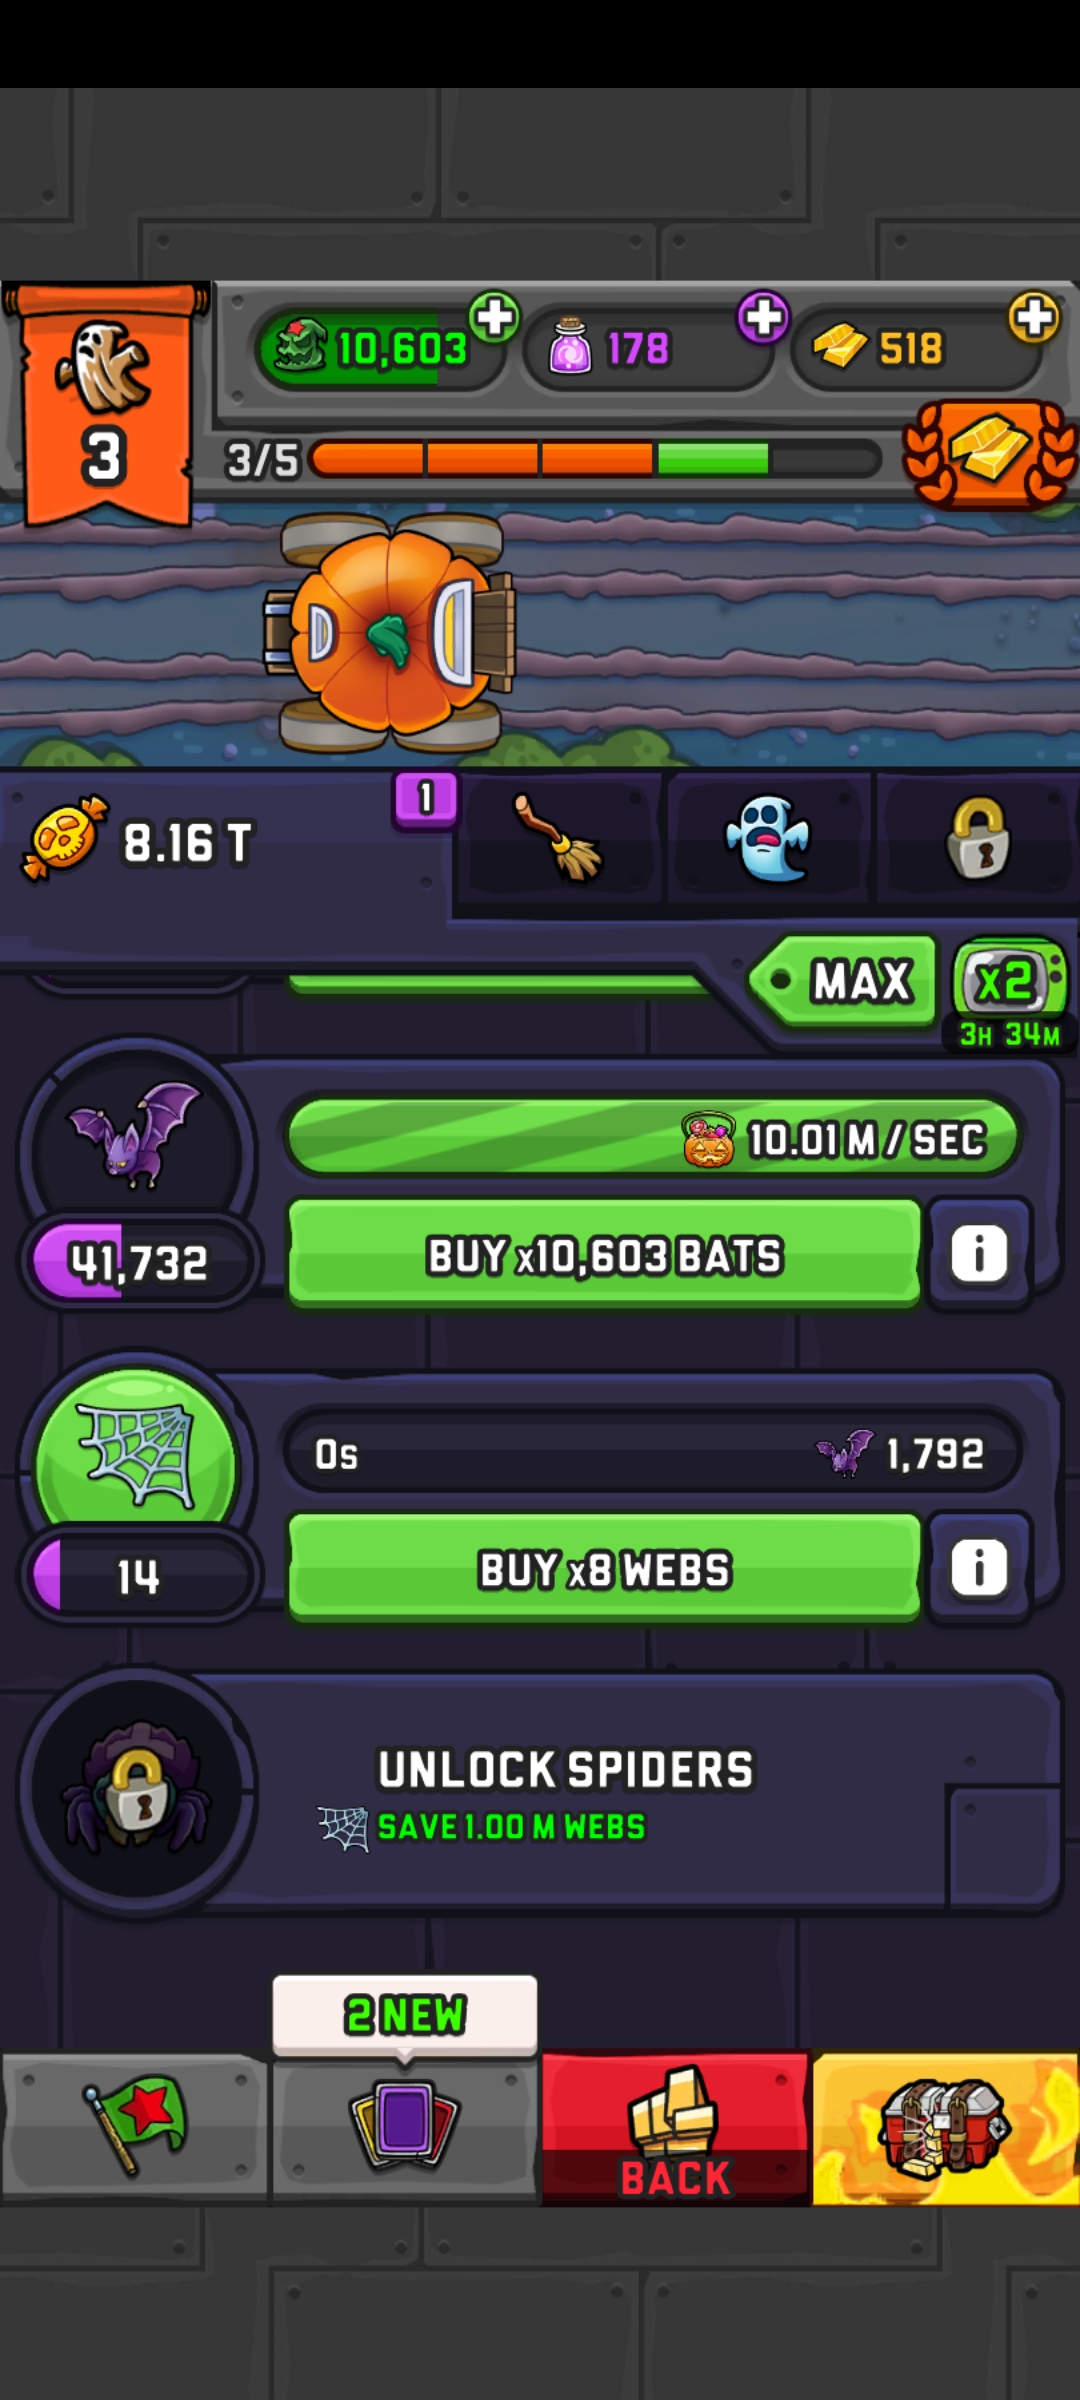 10,603
178
518
3
3/5
8.16 T
1
MAX
x2
3H 34M
10.01 M / SEC
41,732
BUY x10,603 BATS
i
0s
1,792
14
BUY x8 WEBS
i
UNLOCK SPIDERS
SAVE 1.00 M WEBS
2 NEW
BACK